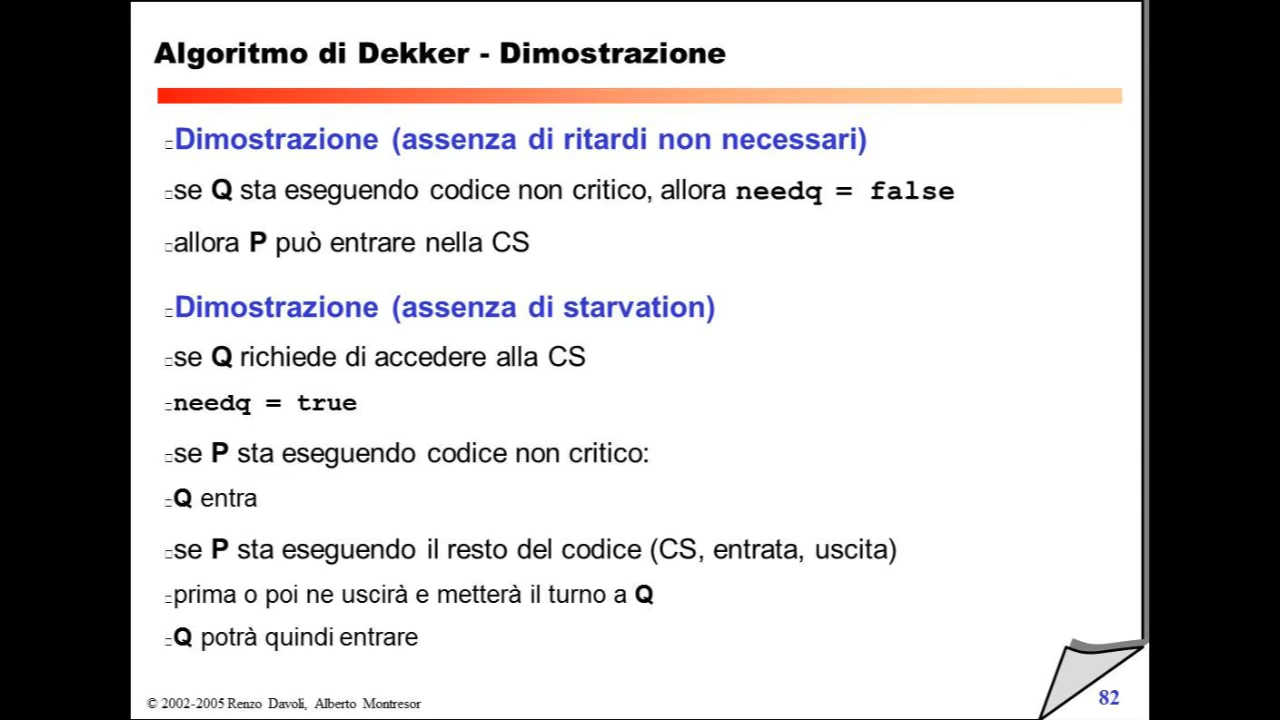 Algoritmo di Dekker - Dimostrazione
Dimostrazione (assenza di ritardi non necessari)
se Q sta eseguendo codice non critico, allora needq = false
allora P può entrare nella CS
Dimostrazione (assenza di starvation)
se Q richiede di accedere alla CS
needq = true
se P sta eseguendo codice non critico:
Q entra
se P sta eseguendo il resto del codice (CS, entrata, uscita)
prima o poi ne uscirà e metterà il turno a Q
Q potrà quindi entrare
© 2002-2005 Renzo Davoli, Alberto Montresor
82